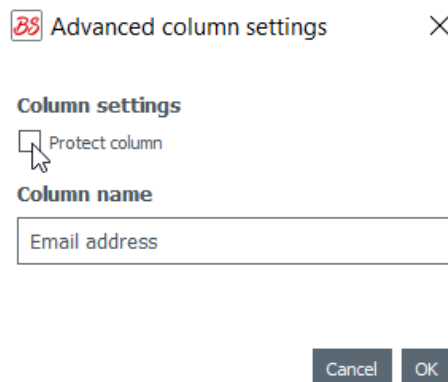 BS Advanced column settings
Column settings
Protect column
Column name
Email address
Cancel OK